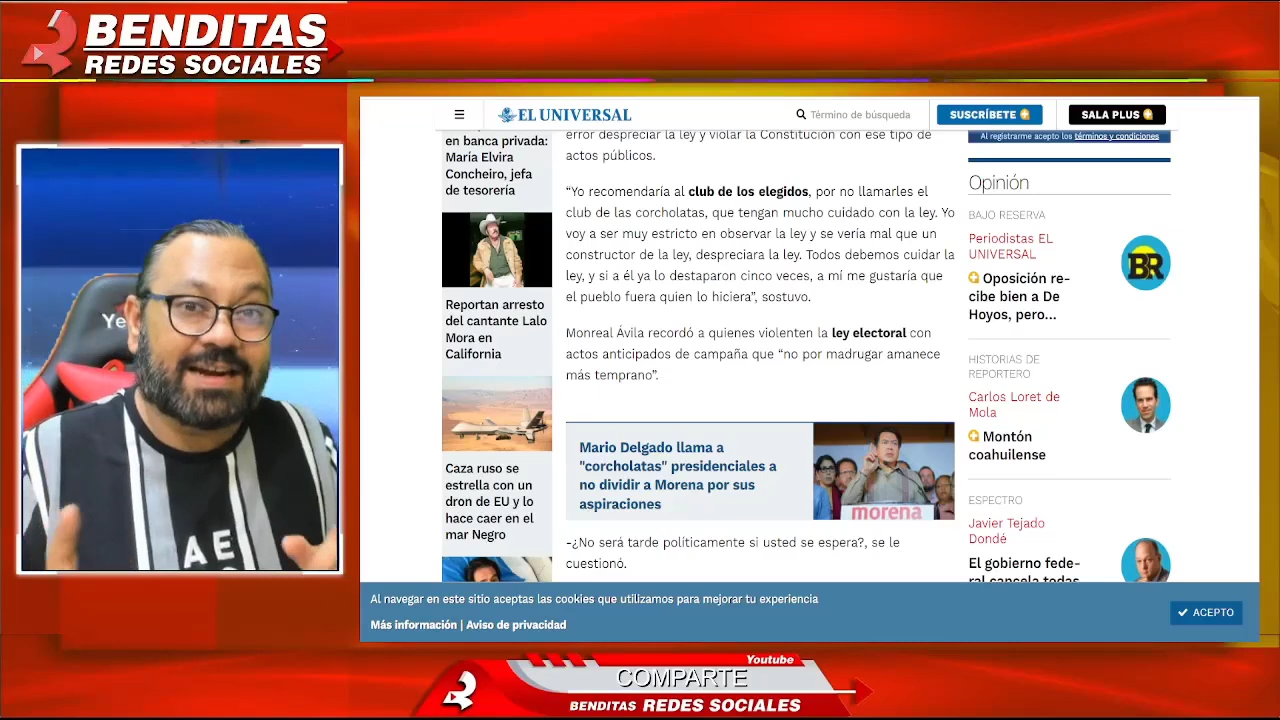 BENDITAS
REDES SOCIALES
Ye
AE
EL UNIVERSAL
Término de búsqueda
SUSCRÍBETE
SALA PLUS
en banca privada:
María Elvira
Concheiro, jefa
de tesorería
Reportan arresto
del cantante Lalo
Mora en
California
Caza ruso se
estrella con un
dron de EU y lo
hace caer en el
mar Negro
error despreciar la ley y violar la Constitución con ese tipo de
actos públicos.
“Yo recomendaría al club de los elegidos, por no llamarles el
club de las corcholatas, que tengan mucho cuidado con la ley. Yo
voy a ser muy estricto en observar la ley y se vería mal que un
constructor de la ley, despreciara la ley. Todos debemos cuidar la
ley, y si a él ya lo destaparon cinco veces, a mí me gustaría que
el pueblo fuera quien lo hiciera”, sostuvo.
Monreal Ávila recordó a quienes violenten la ley electoral con
actos anticipados de campaña que “no por madrugar amanece
más temprano”.
Mario Delgado llama a
"corcholatas" presidenciales a
no dividir a Morena por sus
aspiraciones
morena
-¿No será tarde políticamente si usted se espera?, se le
cuestionó.
Al registrarme acepto los términos y condiciones
Opinión
BAJO RESERVA
Periodistas EL
UNIVERSAL
Oposición re-
cibe bien a De
Hoyos, pero...
BR
HISTORIAS DE
REPORTERO
Carlos Loret de
Mola
Montón
coahuilense
ESPECTRO
Javier Tejado
Dondé
El gobierno fede-
ral cancela todas
Al navegar en este sitio aceptas las cookies que utilizamos para mejorar tu experiencia
Más información | Aviso de privacidad
ACEPTO
Youtube
COMPARTE
BENDITAS REDES SOCIALES